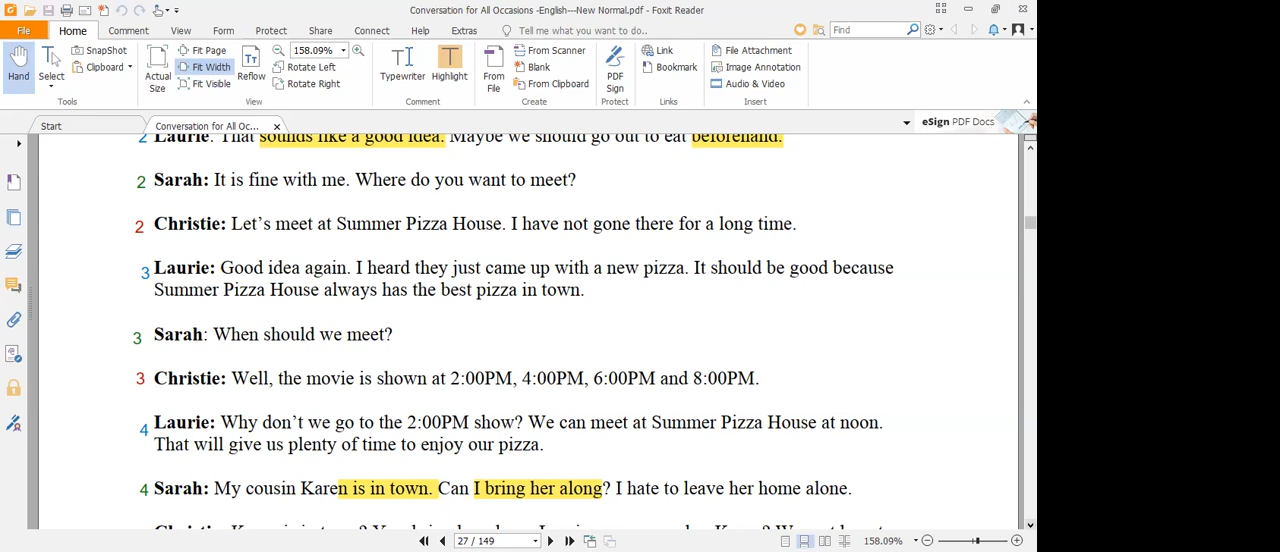 Conversation for All Occasions -English---New Normal.pdf - Foxit Reader
File Home Comment View Form Protect Share Connect Help Extras Tell me what you want to do.. Find
Hand Select SnapShot Clipboard Actual Size Fit Page Fit Width Fit Visible Reflow 158.09% Rotate Left Rotate Right Typewriter Highlight From File From Scanner Blank From Clipboard PDF Sign Link Bookmark File Attachment Image Annotation Audio & Video
Tools View Comment Create Protect Links Insert
Start Conversation for All Occ... eSign PDF Docs
2 Laurie: That sounds like a good idea. Maybe we should go out to eat beforehand.
2 Sarah: It is fine with me. Where do you want to meet?
2 Christie: Let's meet at Summer Pizza House. I have not gone there for a long time.
3 Laurie: Good idea again. I heard they just came up with a new pizza. It should be good because
Summer Pizza House always has the best pizza in town.
3 Sarah: When should we meet?
3 Christie: Well, the movie is shown at 2:00PM, 4:00PM, 6:00PM and 8:00PM.
4 Laurie: Why don't we go to the 2:00PM show? We can meet at Summer Pizza House at noon.
That will give us plenty of time to enjoy our pizza.
4 Sarah: My cousin Karen is in town. Can I bring her along? I hate to leave her home alone.
27 / 149 158.09%